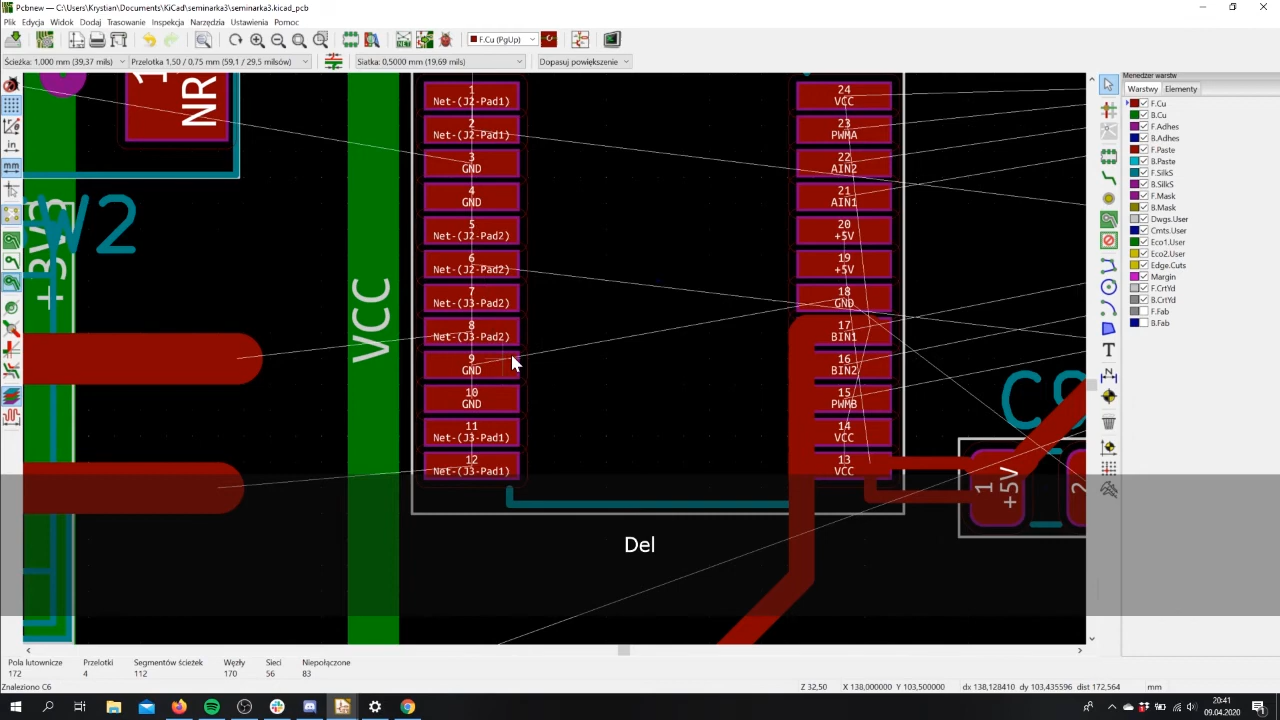 Pcbnew — C:\Users\Krystian\Documents\KiCad\seminarka3\seminarka3.kicad_pcb
Plik Edycja Widok Dodaj Trasowanie Inspekcja Narzędzia Ustawienia Pomoc
F.Cu (PgUp)
Ścieżka: 1,000 mm (39,37 mils) Przelotka 1,50 / 0.75 mm (59.1 / 29.5 milsów) Siatka: 0,5000 mm (19,69 mils) Dopasuj powiększenie
Menedżer warstw
Warstwy Elementy
F.Cu
B.Cu
F.Adhes
B.Adhes
F.Paste
B.Paste
F.SilkS
B.SilkS
F.Mask
B.Mask
Dwgs.User
Cmts.User
Eco1.User
Eco2.User
Edge.Cuts
Margin
F.CrtYd
B.CrtYd
F.Fab
B.Fab
in
mm
1
NR
W2
+5V
VCC
1
Net-(J2-Pad1)
2
Net-(J2-Pad1)
3
GND
4
GND
5
Net-(J2-Pad2)
6
Net-(J2-Pad2)
7
Net-(J3-Pad2)
8
Net-(J3-Pad2)
9
GND
10
GND
11
Net-(J3-Pad1)
12
Net-(J3-Pad1)
24
VCC
23
PWMA
22
AIN2
21
AIN1
20
+5V
19
+5V
18
GND
17
BIN1
16
BIN2
15
PWMB
14
VCC
13
VCC
C9
1
+5V
2
Del
Pola lutownicze Przelotki Segmentów ścieżek Węzły Sieci Niepołączone
172 4 112 170 56 83
Znaleziono C6 Z 32,50 X 138,000000 Y 103,500000 dx 138,128410 dy 103,435596 dist 172,564 mm
20:41
09.04.2020